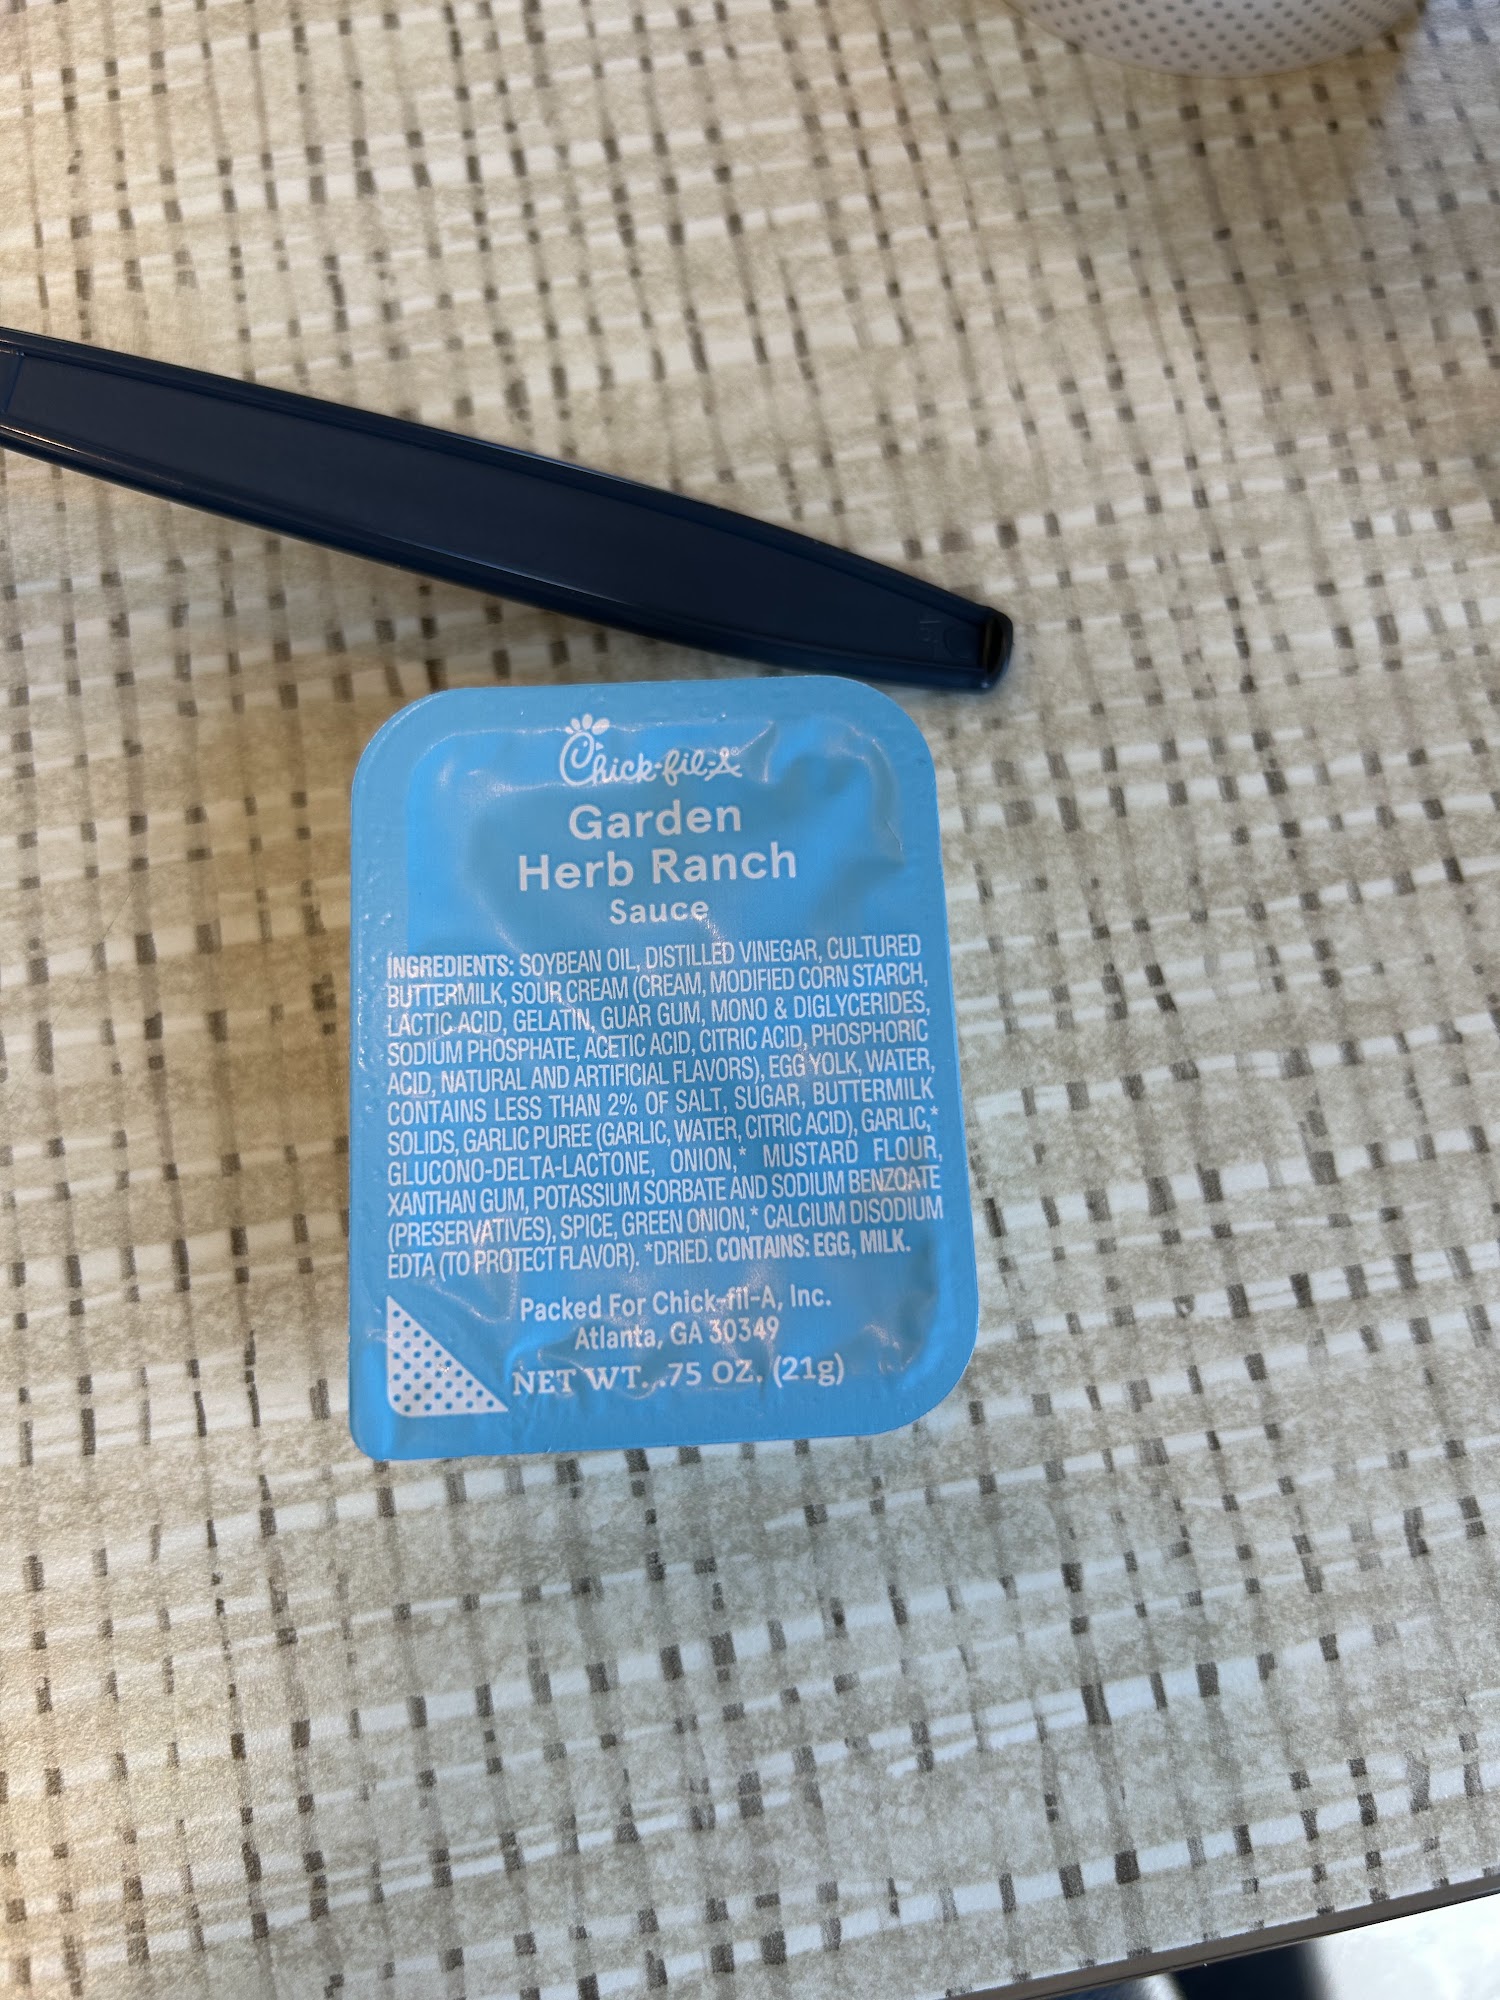 Chick-fil-A®
Garden
Herb Ranch
Sauce
INGREDIENTS: SOYBEAN OIL, DISTILLED VINEGAR, CULTURED
BUTTERMILK, SOUR CREAM (CREAM, MODIFIED CORN STARCH,
LACTIC ACID, GELATIN, GUAR GUM, MONO & DIGLYCERIDES,
SODIUM PHOSPHATE, ACETIC ACID, CITRIC ACID, PHOSPHORIC
ACID, NATURAL AND ARTIFICIAL FLAVORS), EGG YOLK, WATER,
CONTAINS LESS THAN 2% OF SALT, SUGAR, BUTTERMILK
SOLIDS, GARLIC PUREE (GARLIC, WATER, CITRIC ACID), GARLIC,*
GLUCONO-DELTA-LACTONE, ONION,* MUSTARD FLOUR,
XANTHAN GUM, POTASSIUM SORBATE AND SODIUM BENZOATE
(PRESERVATIVES), SPICE, GREEN ONION,* CALCIUM DISODIUM
EDTA (TO PROTECT FLAVOR). *DRIED. CONTAINS: EGG, MILK.
Packed For Chick-fil-A, Inc.
Atlanta, GA 30349
NET WT. .75 OZ. (21g)